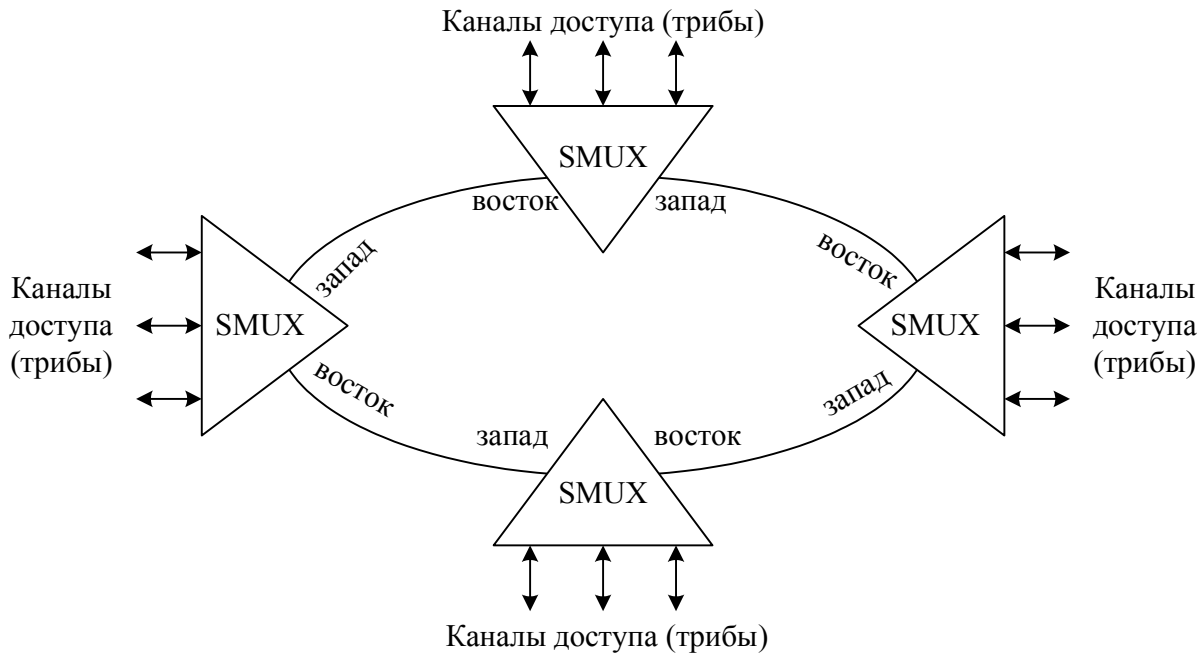 Каналы доступа (трибы)
SMUX
восток
запад
запад
восток
Каналы
доступа
(трибы)
SMUX
SMUX
Каналы
доступа
(трибы)
восток
запад
запад
восток
SMUX
Каналы доступа (трибы)